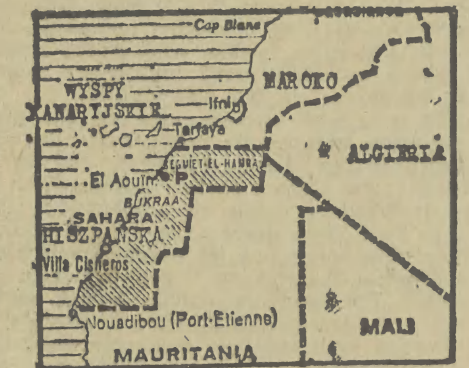 Cap Blanc
WYSPY
KANARYJSKIE
Ifni
MAROKO
Tarfaya
ALGIERIA
SEGUIET-EL-HAMRA
El Aouin
P
BUKRAA
SAHARA
HISZPAŃSKA
Villa Cisneros
Nouadibou (Port-Etienne)
MALI
MAURITANIA